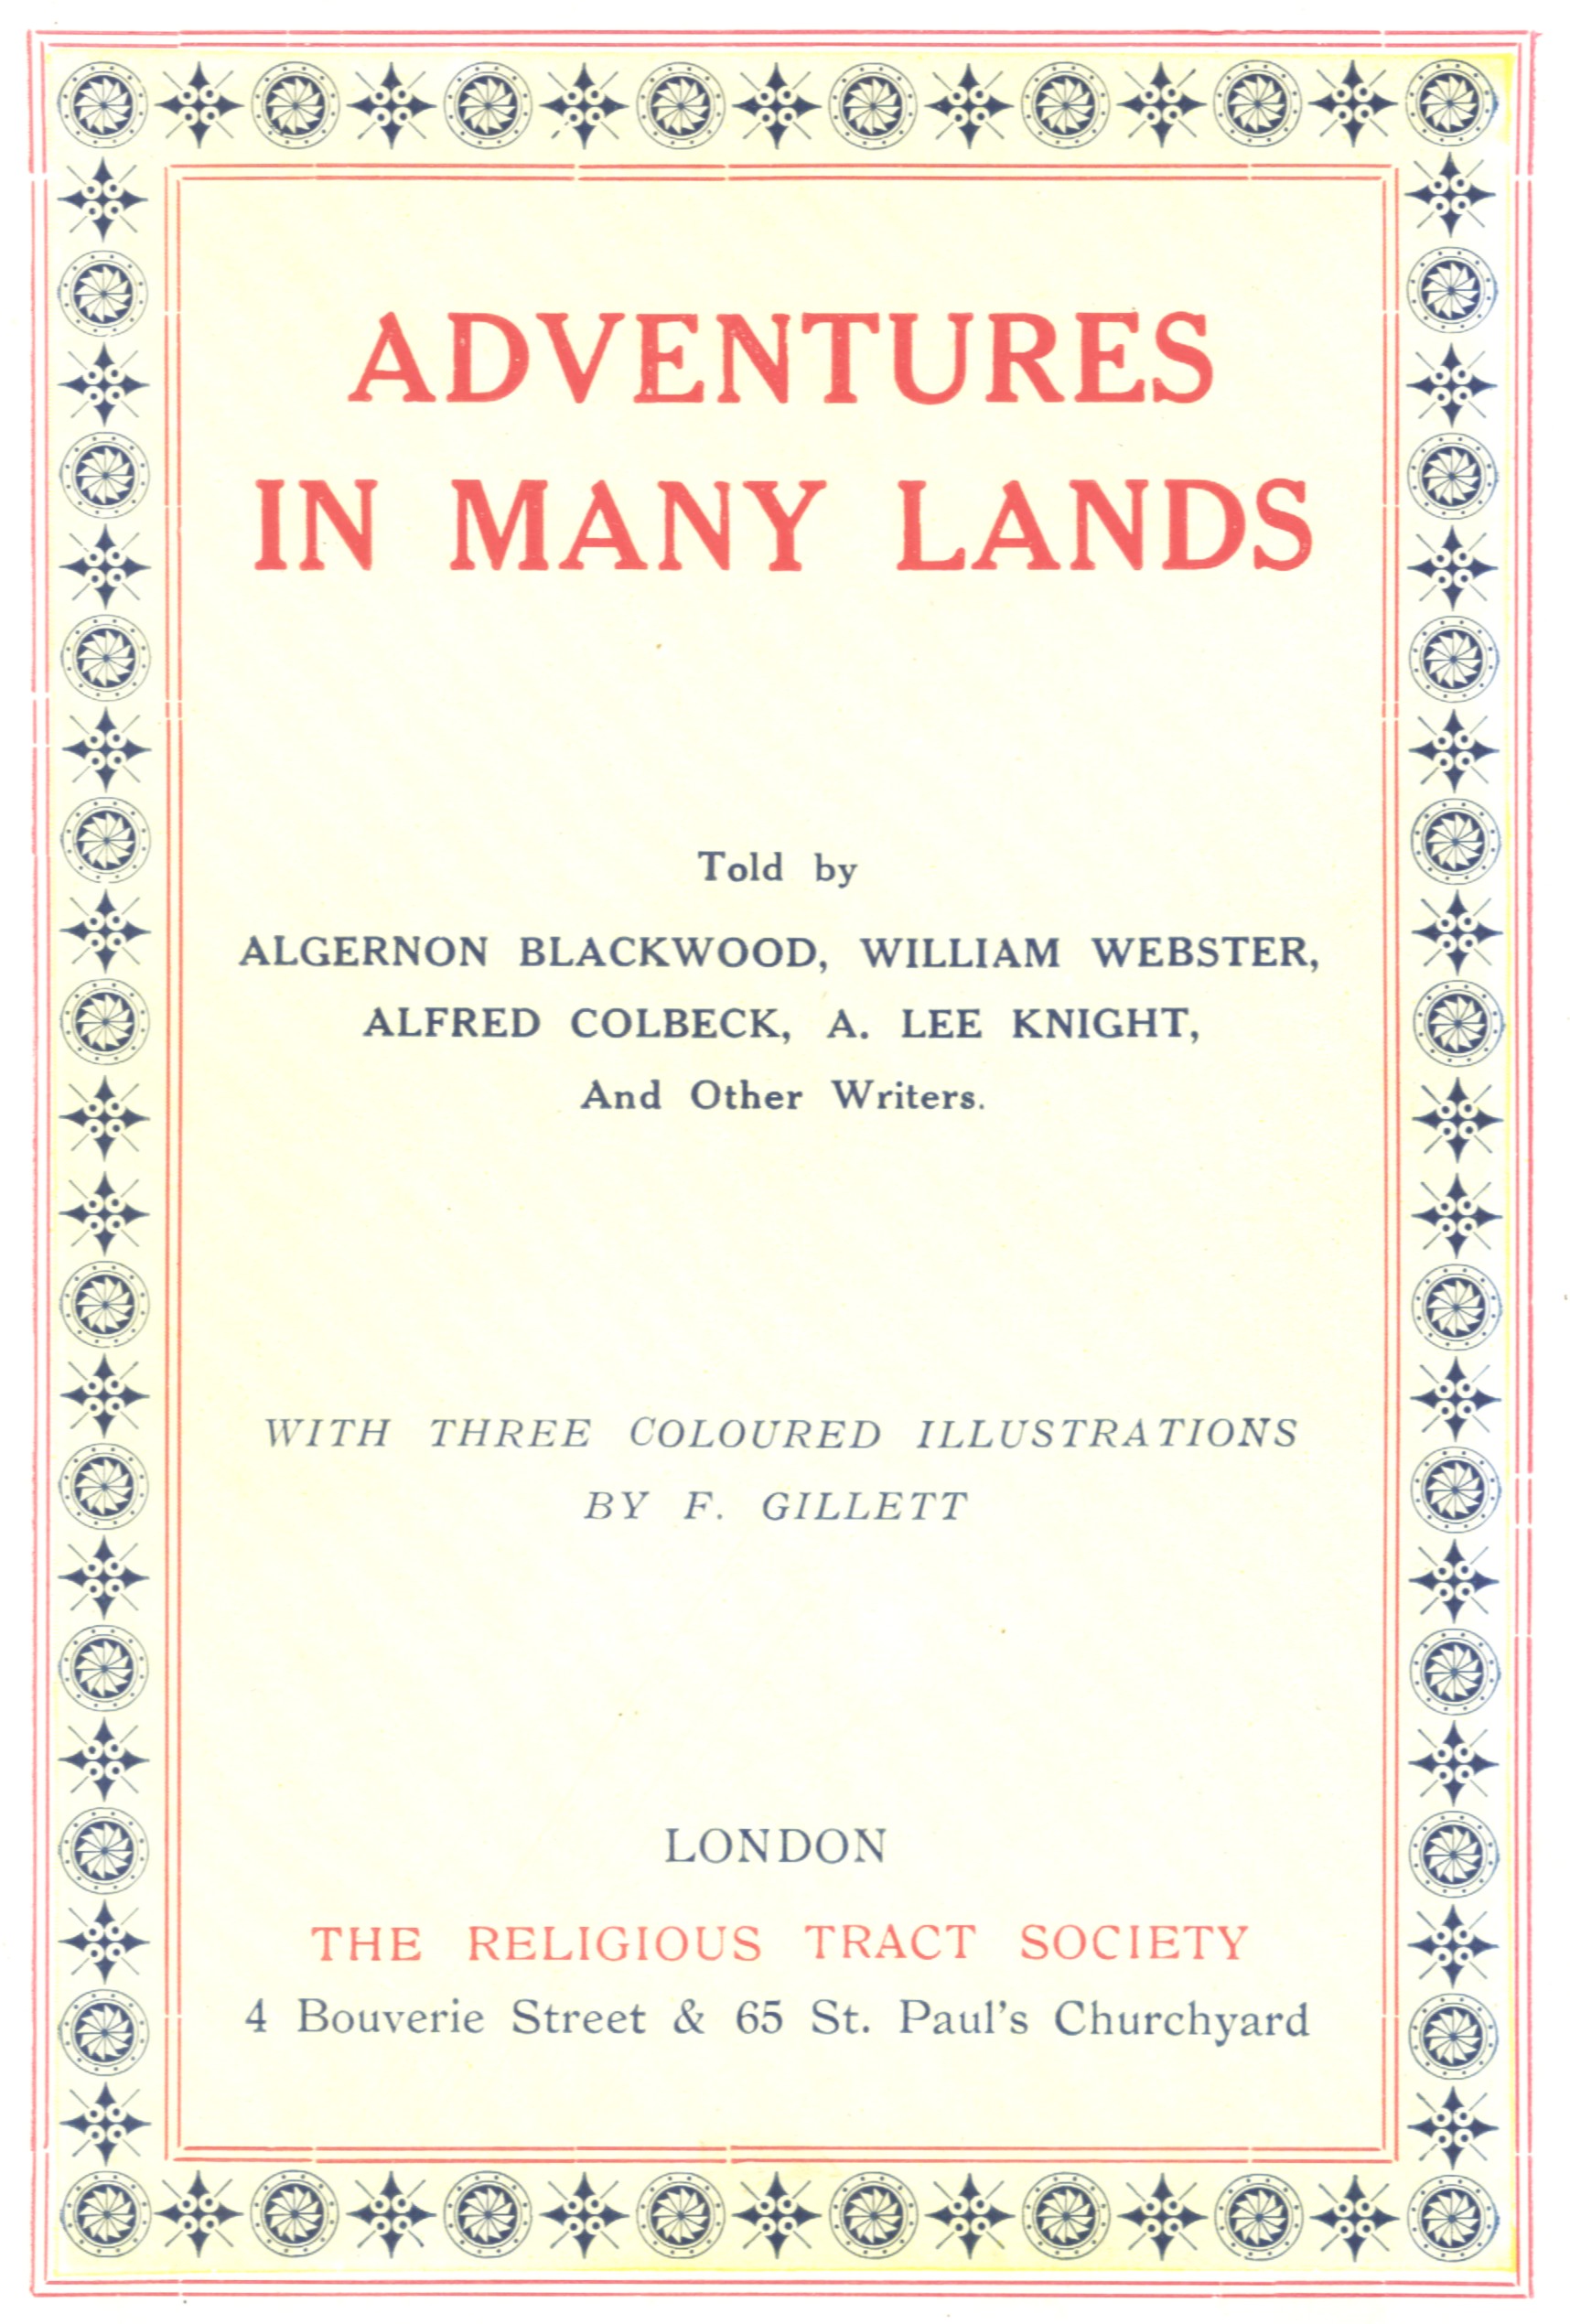 ADVENTURES
IN MANY LANDS
Told by
ALGERNON BLACKWOOD, WILLIAM WEBSTER,
ALFRED COLBECK, A. LEE KNIGHT,
And Other Writers.
WITH THREE COLOURED ILLUSTRATIONS
BY F. GILLETT
LONDON
THE RELIGIOUS TRACT SOCIETY
4 Bouverie Street & 65 St. Paul's Churchyard